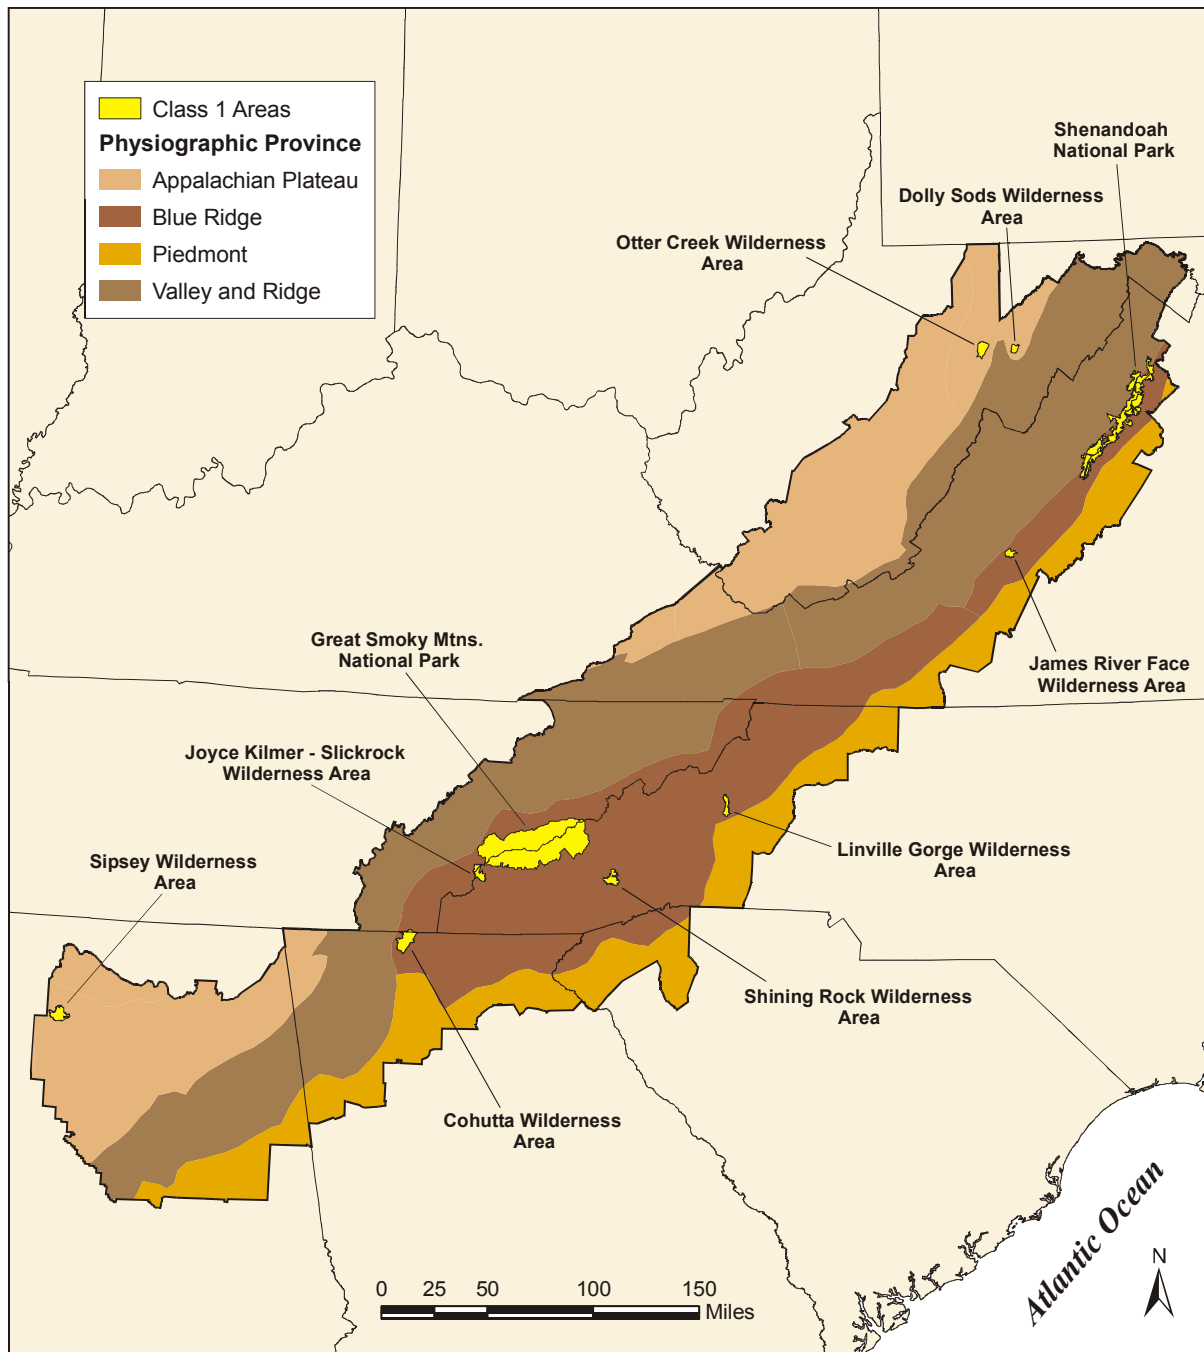 Class 1 Areas
Physiographic Province
Appalachian Plateau
Blue Ridge
Piedmont
Valley and Ridge
Shenandoah
National Park
Dolly Sods Wilderness
Area
Otter Creek Wilderness
Area
Great Smoky Mtns.
National Park
James River Face
Wilderness Area
Joyce Kilmer - Slickrock
Wilderness Area
Sipsey Wilderness
Area
Linville Gorge Wilderness
Area
Shining Rock Wilderness
Area
Cohutta Wilderness
Area
Atlantic Ocean
N
0 25 50 100 150
Miles